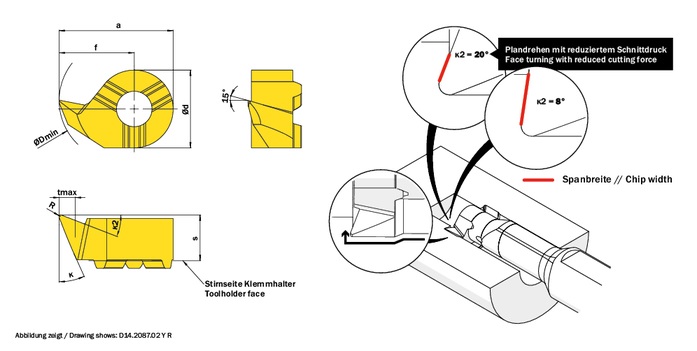 a
f
Ød
ØDmin
15°
κ2 = 20°
Plandrehen mit reduziertem Schnittdruck
Face turning with reduced cutting force
κ2 = 8°
Spanbreite // Chip width
tmax
R
κ2
s
κ
Stirnseite Klemmhalter
Toolholder face
Abbildung zeigt / Drawing shows: D14.2087.02 Y R